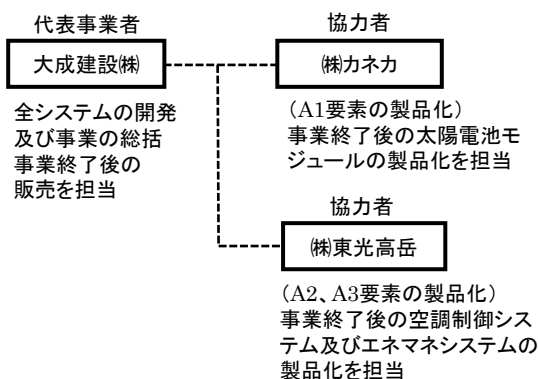 代表事業者
大成建設㈱
全システムの開発
及び事業の総括
事業終了後の
販売を担当
協力者
㈱カネカ
（A1要素の製品化）
事業終了後の太陽電池モ
ジュールの製品化を担当
協力者
㈱東光高岳
（A2、A3要素の製品化）
事業終了後の空調制御シス
テム及びエネマネシステムの
製品化を担当